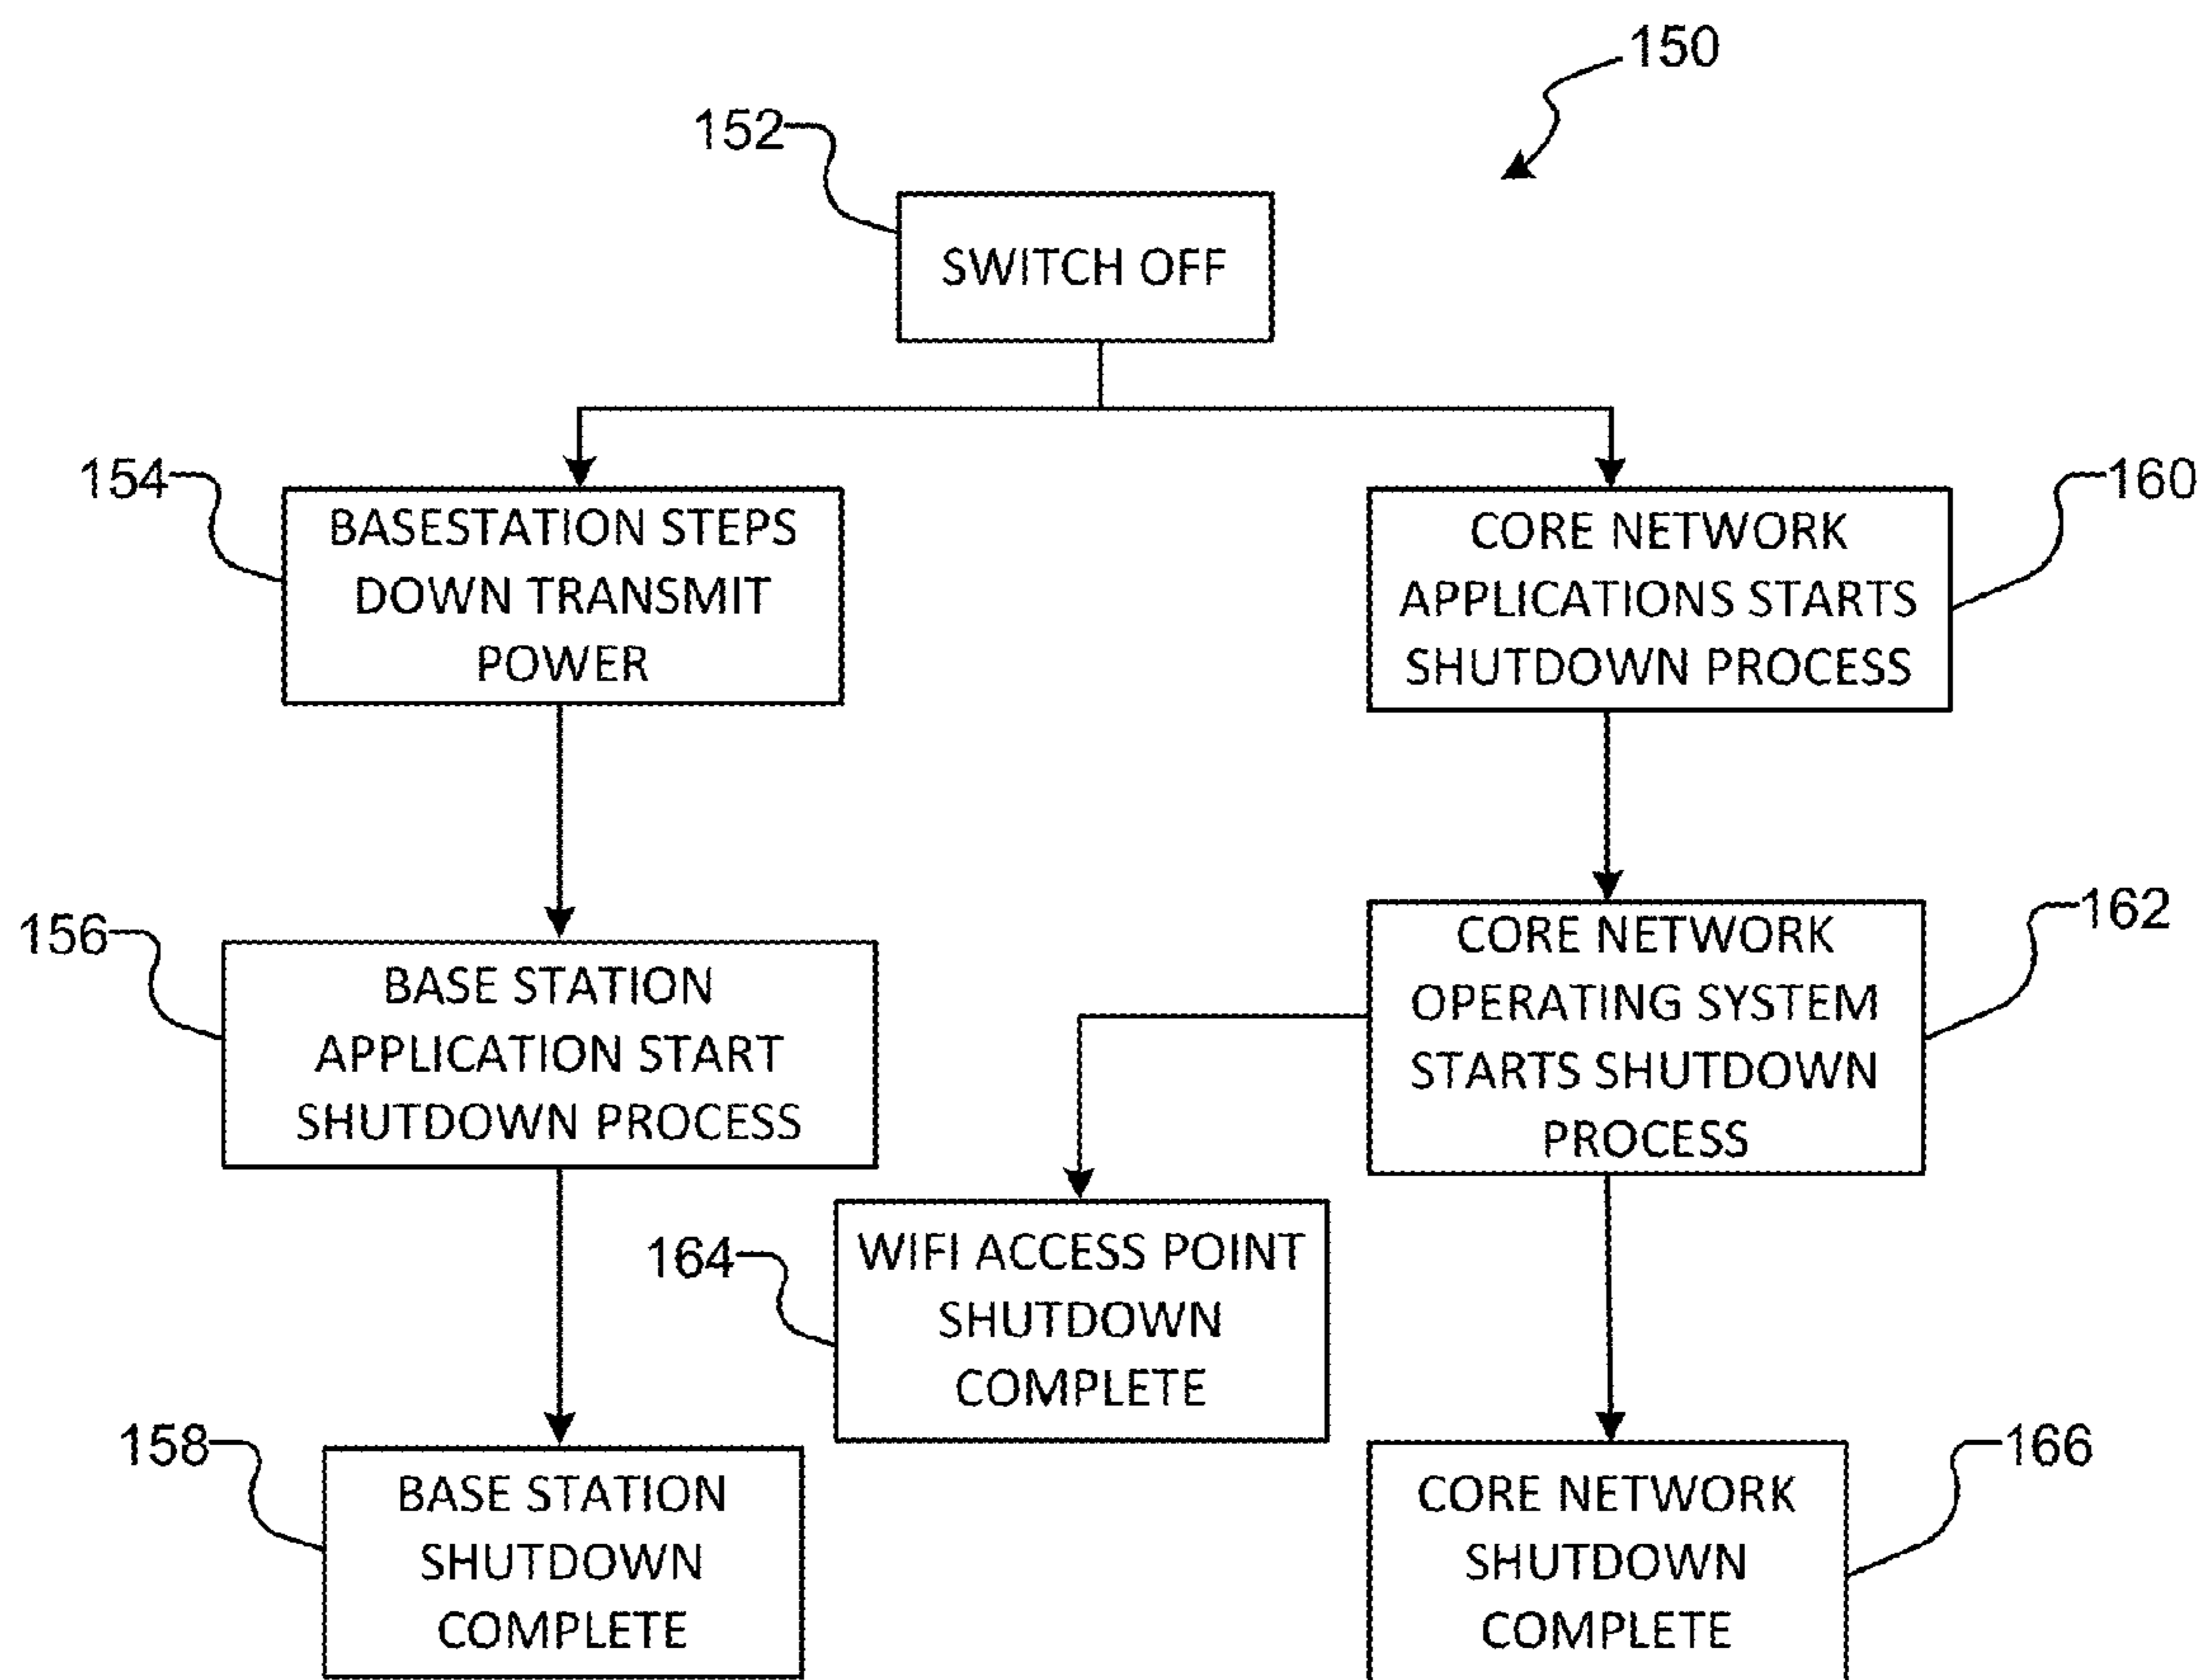 150
152
SWITCH OFF
154
BASESTATION STEPS
DOWN TRANSMIT
POWER
160
CORE NETWORK
APPLICATIONS STARTS
SHUTDOWN PROCESS
156
BASE STATION
APPLICATION START
SHUTDOWN PROCESS
162
CORE NETWORK
OPERATING SYSTEM
STARTS SHUTDOWN
PROCESS
164
WIFI ACCESS POINT
SHUTDOWN
COMPLETE
158
BASE STATION
SHUTDOWN
COMPLETE
166
CORE NETWORK
SHUTDOWN
COMPLETE